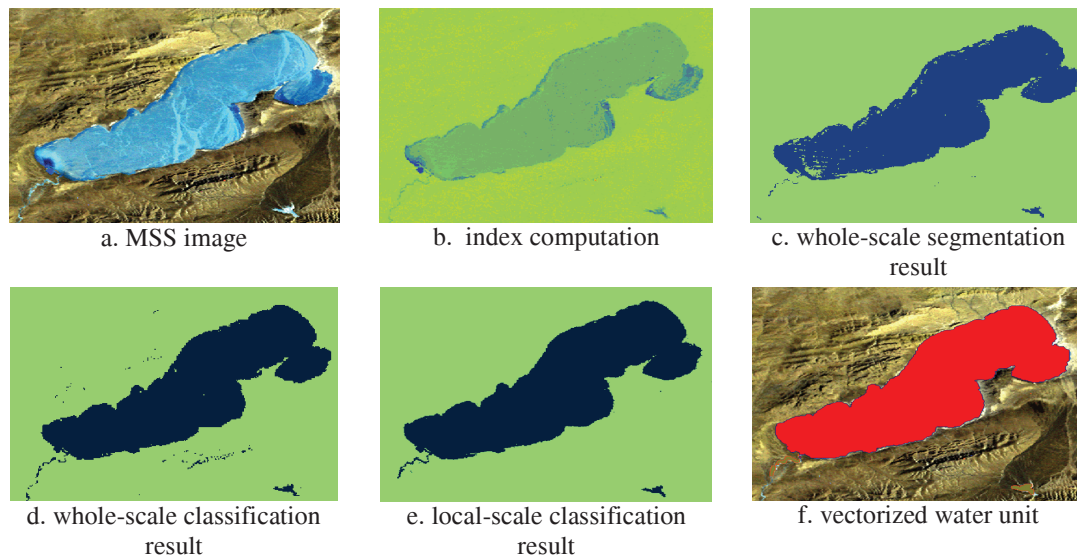 a. MSS image
b. index computation
c. whole-scale segmentation
result
d. whole-scale classification
result
e. local-scale classification
result
f. vectorized water unit